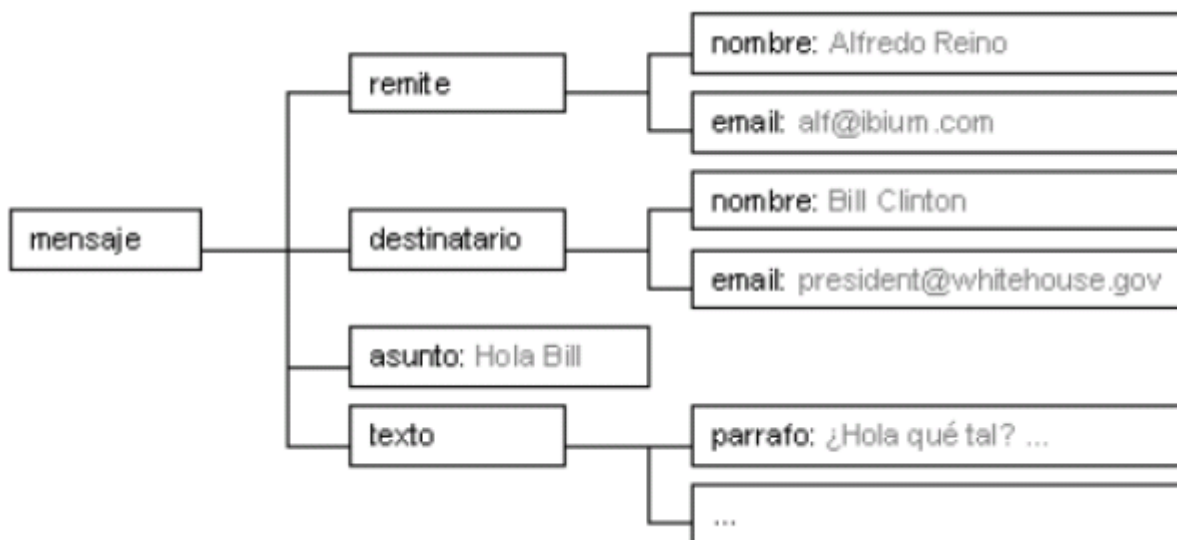 mensaje
remite
nombre: Alfredo Reino
email: alf@ibium.com
destinatario
nombre: Bill Clinton
email: president@whitehouse.gov
asunto: Hola Bill
texto
parrafo: ¿Hola qué tal? ...
...